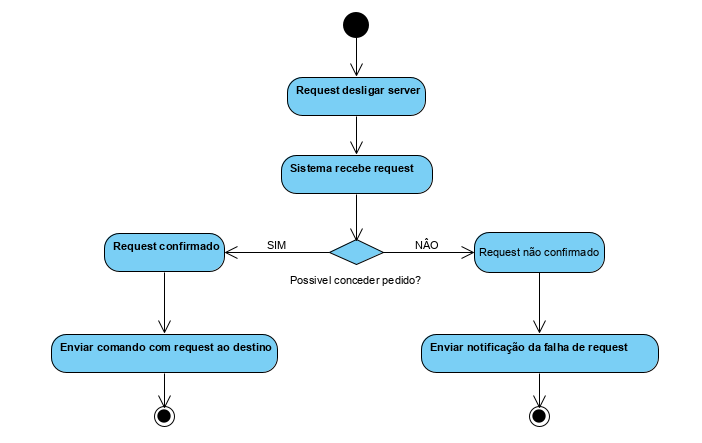 Request desligar server
Sistema recebe request
Request confirmado
SIM
NÂO
Request não confirmado
Possivel conceder pedido?
Enviar comando com request ao destino
Enviar notificação da falha de request